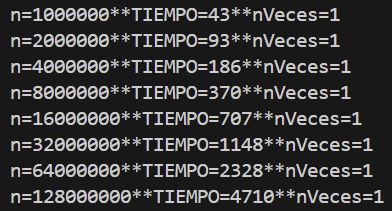 n=1000000**TIEMPO=43**nVeces=1
n=2000000**TIEMPO=93**nVeces=1
n=4000000**TIEMPO=186**nVeces=1
n=8000000**TIEMPO=370**nVeces=1
n=16000000**TIEMPO=707**nVeces=1
n=32000000**TIEMPO=1148**nVeces=1
n=64000000**TIEMPO=2328**nVeces=1
n=128000000**TIEMPO=4710**nVeces=1